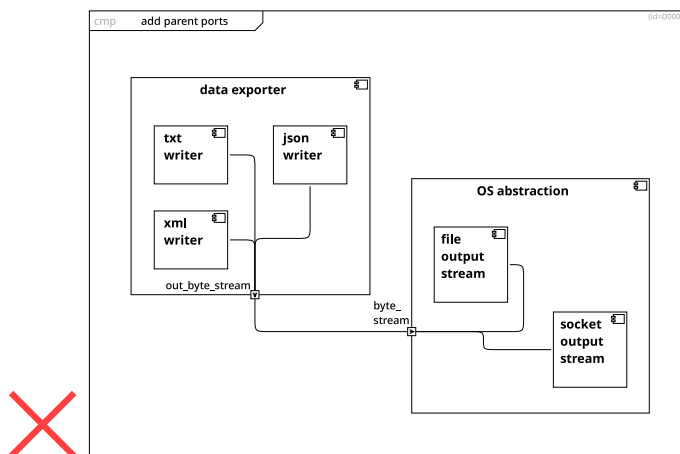 cmp add parent ports
{id=D000
data exporter
txt
writer
json
writer
xml
writer
out_byte_stream
OS abstraction
file
output
stream
byte_
stream
socket
output
stream